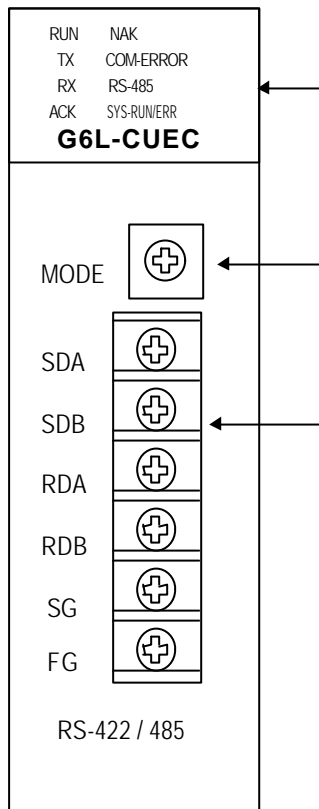 RUN NAK
TX COM-ERROR
RX RS-485
ACK SYS-RUN/ERR
G6L-CUEC
MODE
SDA
SDB
RDA
RDB
SG
FG
RS-422 / 485